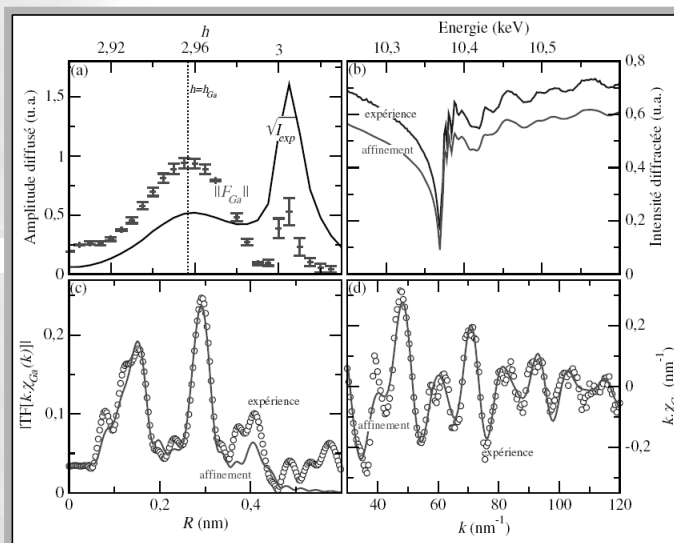 h
2,92 2,96 3
Energie (keV)
10,3 10,4 10,5
(a)
h=h_Ga
√I_exp
||F_Ga||
1,5
1
0,5
0
Amplitude diffusé (u.a.)
(b)
expérience
affinement
0,8
0,6
0,4
0,2
0
Intensité diffractée (u.a.)
(c)
expérience
affinement
0,2
0,1
0
|TF[k.χ_Ga(k)]|
0 0,2 0,4
R (nm)
(d)
affinement
expérience
0,2
0
-0,2
(nm⁻¹)
40 60 80 100 120
k (nm⁻¹)